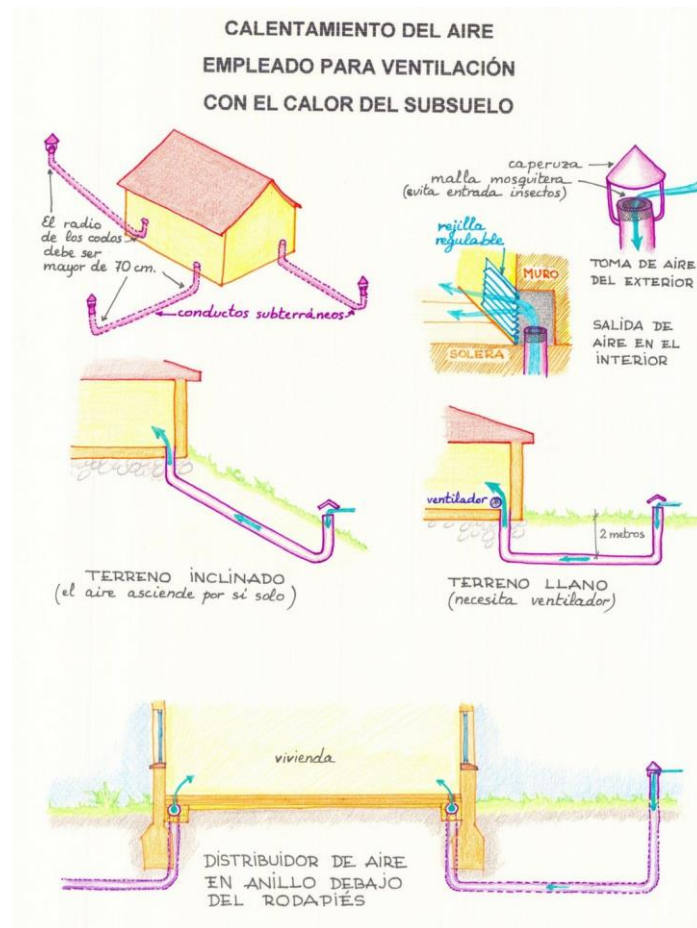 CALENTAMIENTO DEL AIRE
EMPLEADO PARA VENTILACIÓN
CON EL CALOR DEL SUBSUELO
El radio
de los codos
debe ser
mayor de 70 cm.
conductos subterráneos
caperuza
malla mosquitera
(evita entrada insectos)
TOMA DE AIRE
DEL EXTERIOR
rejilla
regulable
MURO
SOLERA
SALIDA DE
AIRE EN EL
INTERIOR
TERRENO INCLINADO
(el aire asciende por sí solo)
ventilador
2 metros
TERRENO LLANO
(necesita ventilador)
vivienda
DISTRIBUIDOR DE AIRE
EN ANILLO DEBAJO
DEL RODAPIÉS